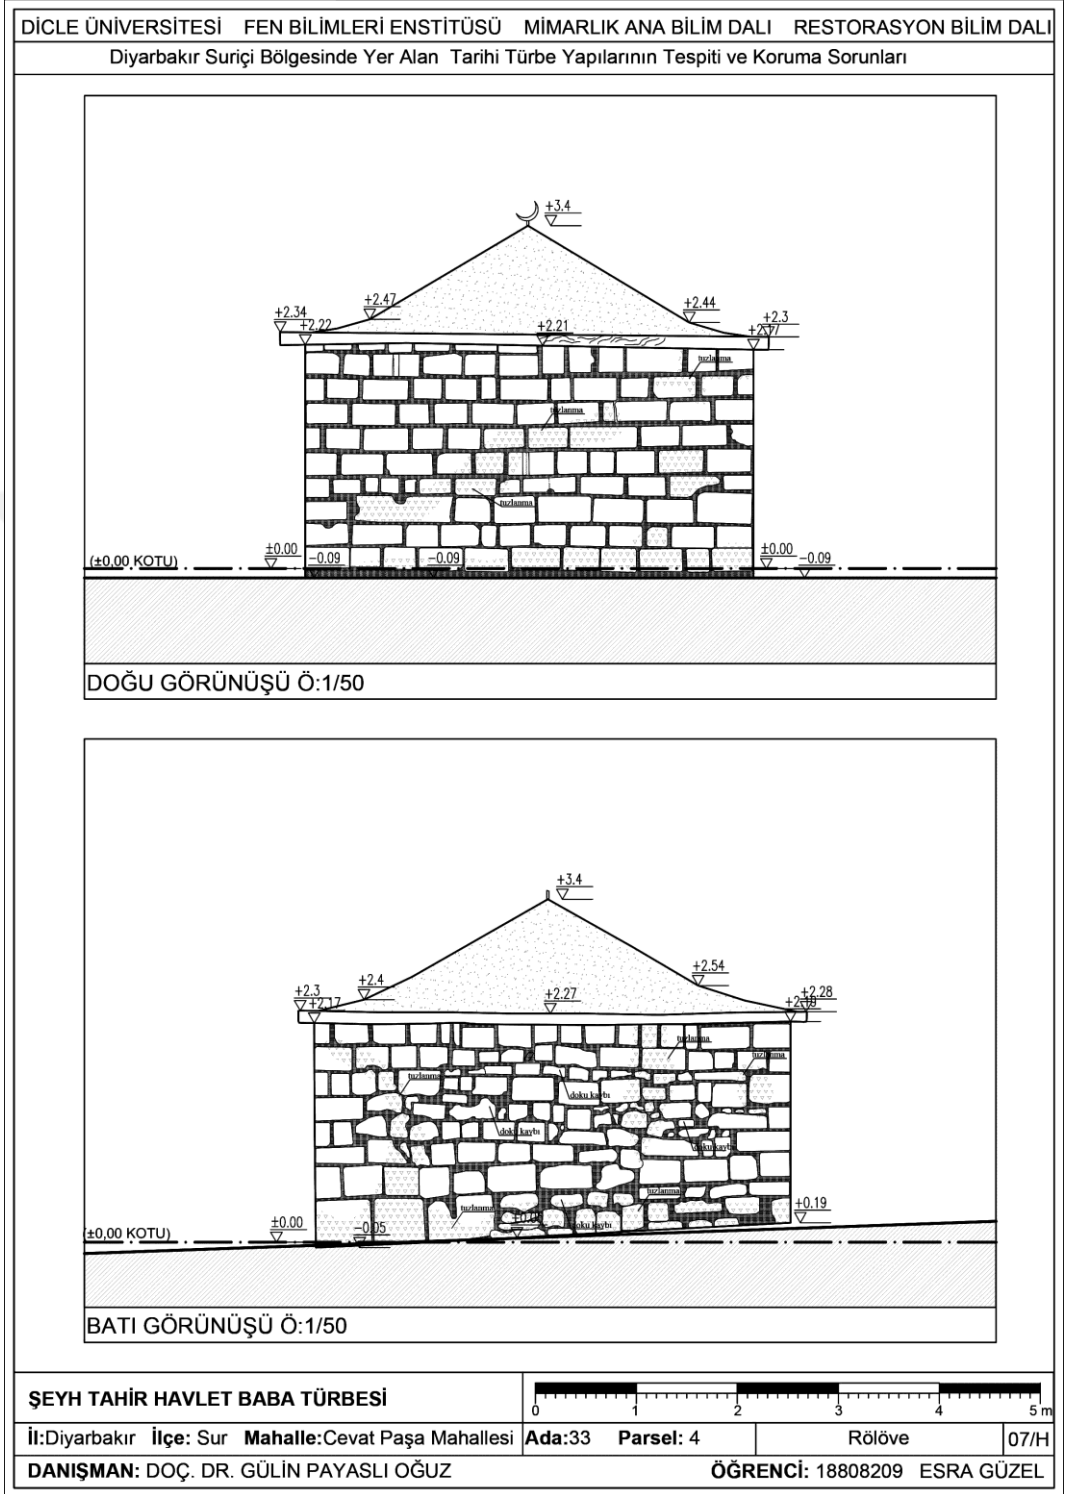 DİCLE ÜNİVERSİTESİ FEN BİLİMLERİ ENSTİTÜSÜ MİMARLIK ANA BİLİM DALI RESTORASYON BİLİM DALI
Diyarbakır Suriçi Bölgesinde Yer Alan Tarihi Türbe Yapılarının Tespiti ve Koruma Sorunları
+3.4
+2.47
+2.44
+2.34
+2.22
+2.21
+2.3
tuzlanma
tuzlanma
tuzlanma
(±0,00 KOTU)
±0.00
-0.09
-0.09
±0.00
-0.09
DOĞU GÖRÜNÜŞÜ Ö:1/50
+3.4
+2.4
+2.54
+2.3
+2.17
+2.27
+2.28
tuzlanma
tuzlanma
tuzlanma
doku kaybı
doku kaybı
doku kaybı
tuzlanma
tuzlanma
doku kaybı
+0.19
(±0,00 KOTU)
±0.00
-0.05
BATI GÖRÜNÜŞÜ Ö:1/50
ŞEYH TAHİR HAVLET BABA TÜRBESİ
0 1 2 3 4 5 m
İl:Diyarbakır İlçe: Sur Mahalle:Cevat Paşa Mahallesi Ada:33 Parsel: 4 Rölöve 07/H
DANIŞMAN: DOÇ. DR. GÜLİN PAYASLI OĞUZ ÖĞRENCİ: 18808209 ESRA GÜZEL